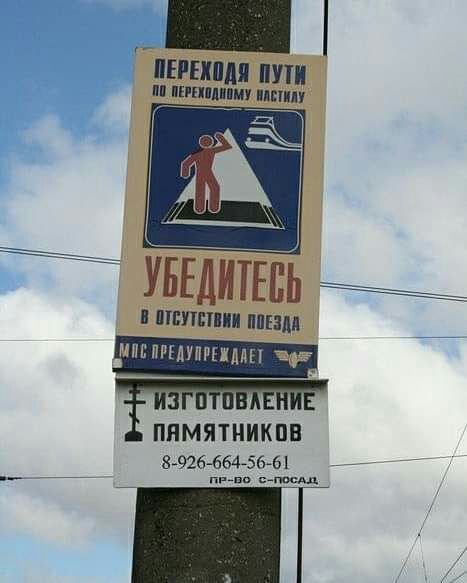 ПЕРЕХОДЯ ПУТИ
ПО ПЕРЕХОДНОМУ НАСТИЛУ
УБЕДИТЕСЬ
В ОТСУТСТВИИ ПОЕЗДА
МПС ПРЕДУПРЕЖДАЕТ
ИЗГОТОВЛЕНИЕ
ПАМЯТНИКОВ
8-926-664-56-61
ПР-ВО С-ПОСАД